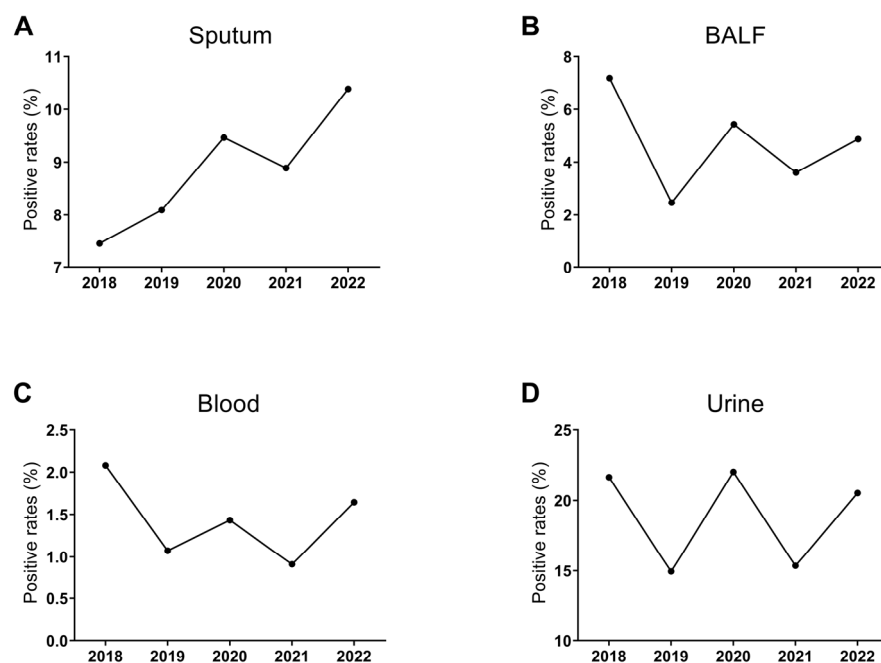 A
Sputum
Positive rates (%)
11
10
9
8
7
2018 2019 2020 2021 2022
B
BALF
Positive rates (%)
8
6
4
2
0
2018 2019 2020 2021 2022
C
Blood
Positive rates (%)
2.5
2.0
1.5
1.0
0.5
0.0
2018 2019 2020 2021 2022
D
Urine
Positive rates (%)
25
20
15
10
2018 2019 2020 2021 2022